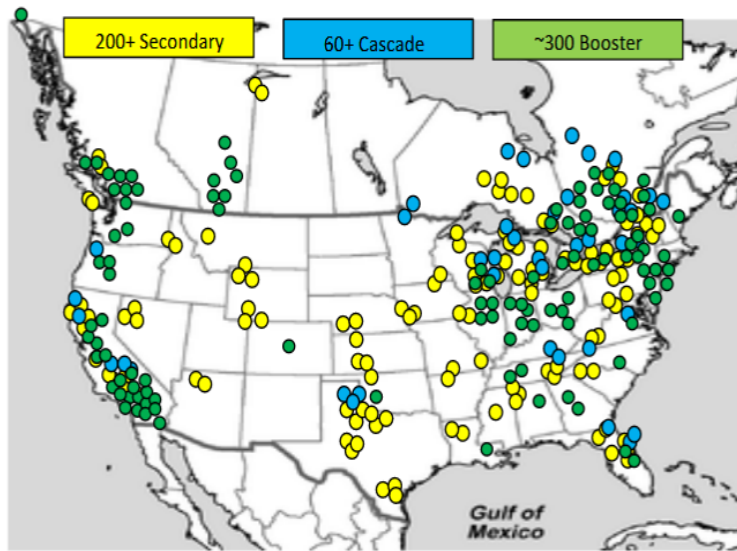 200+ Secondary
60+ Cascade
~300 Booster
Gulf of
Mexico